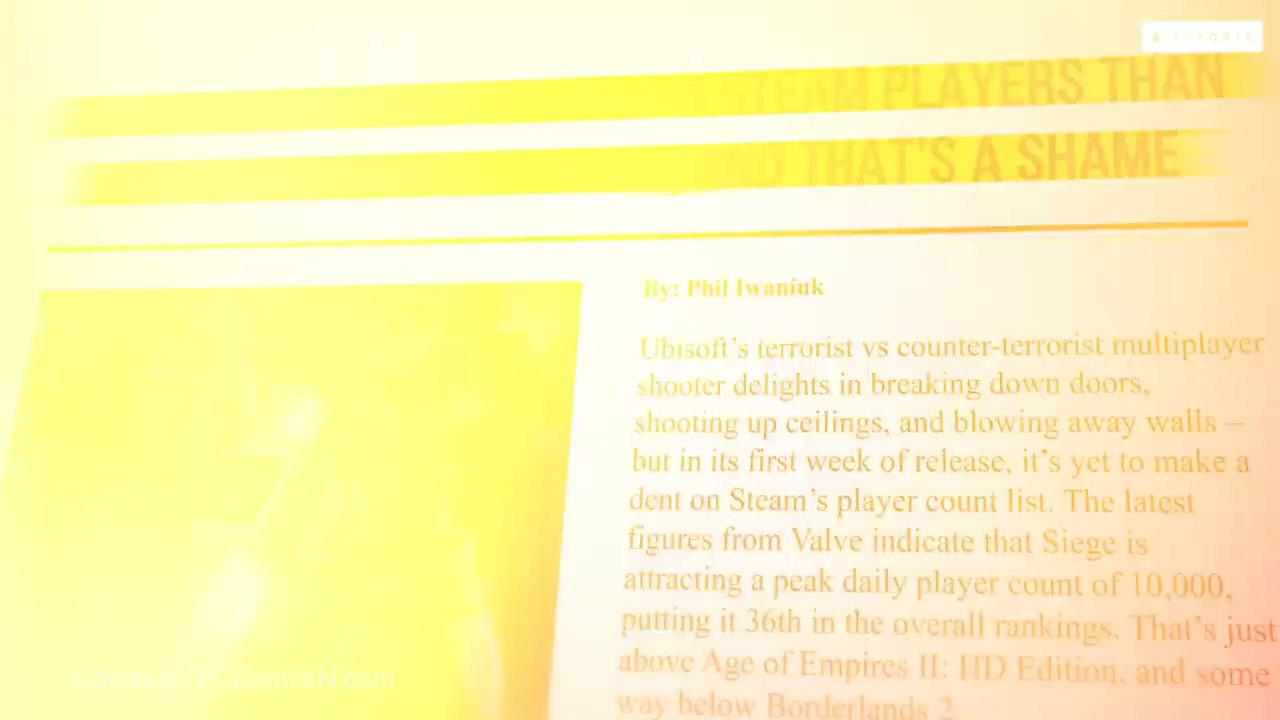 STEAM PLAYERS THAN
AND THAT'S A SHAME
By: Phil Iwaniuk
Ubisoft's terrorist vs counter-terrorist multiplayer
shooter delights in breaking down doors,
shooting up ceilings, and blowing away walls –
but in its first week of release, it's yet to make a
dent on Steam's player count list. The latest
figures from Valve indicate that Siege is
attracting a peak daily player count of 10,000,
putting it 36th in the overall rankings. That's just
above Age of Empires II: HD Edition, and some
way below Borderlands 2
Courtesy: PCGamesN.com